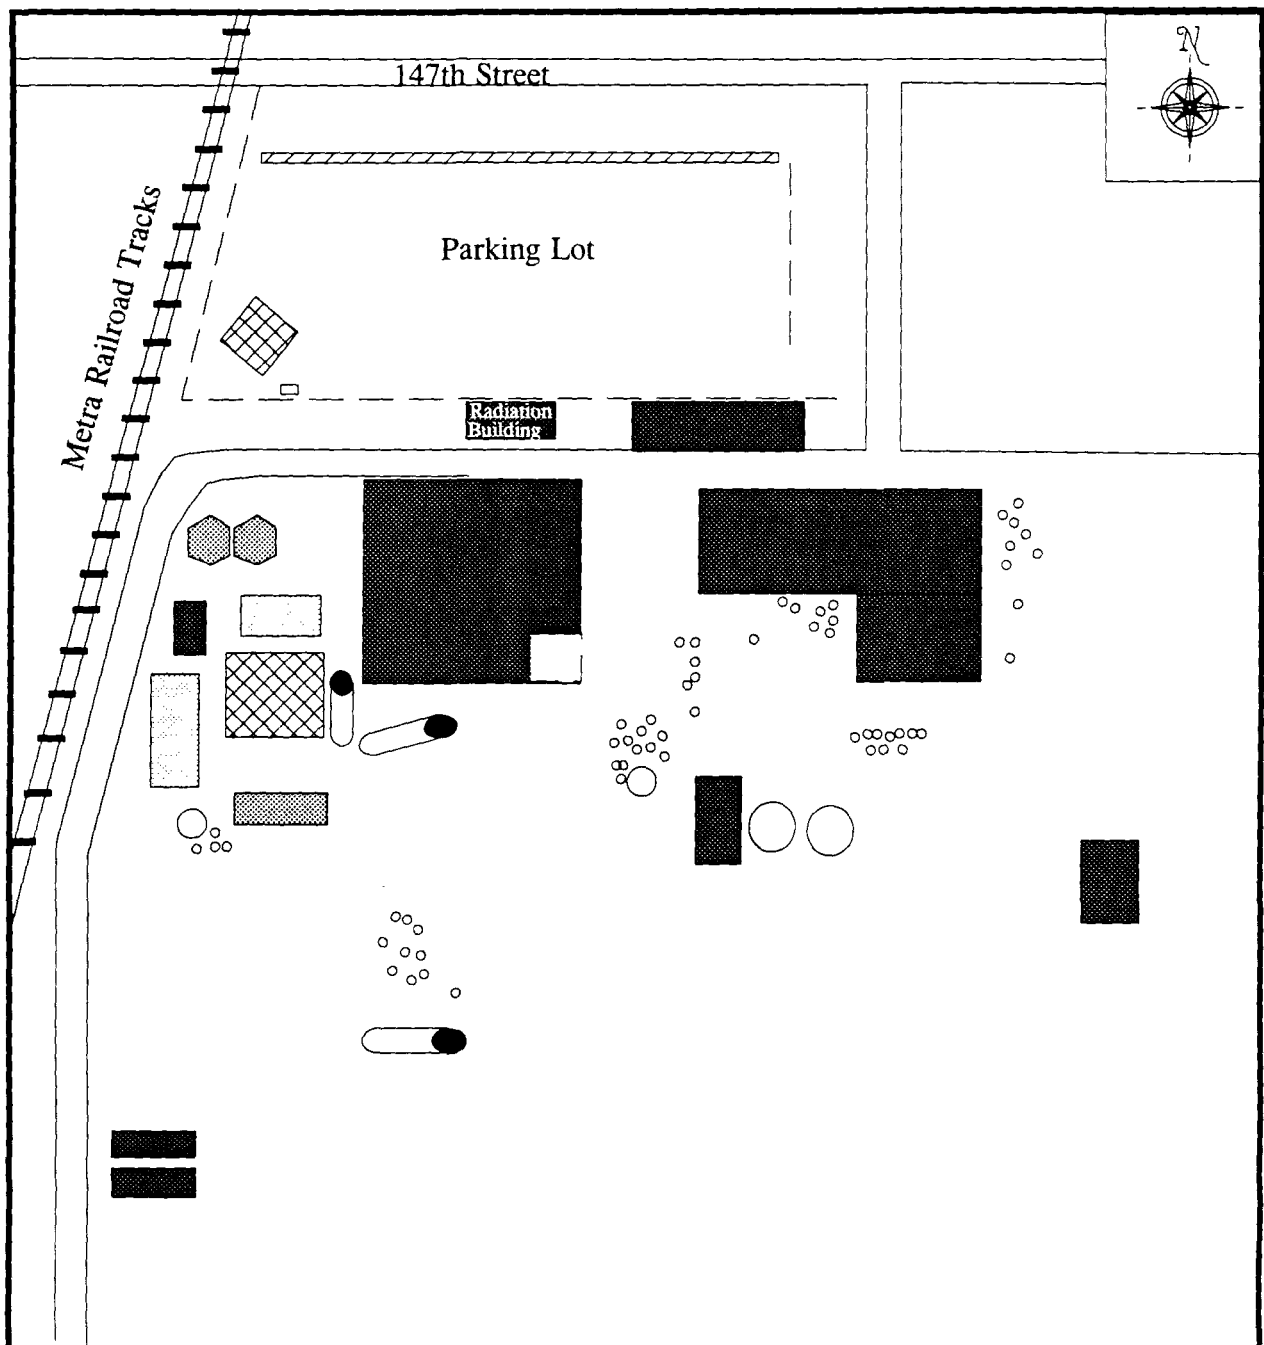 N
147th Street
Metra Railroad Tracks
Parking Lot
Radiation
Building